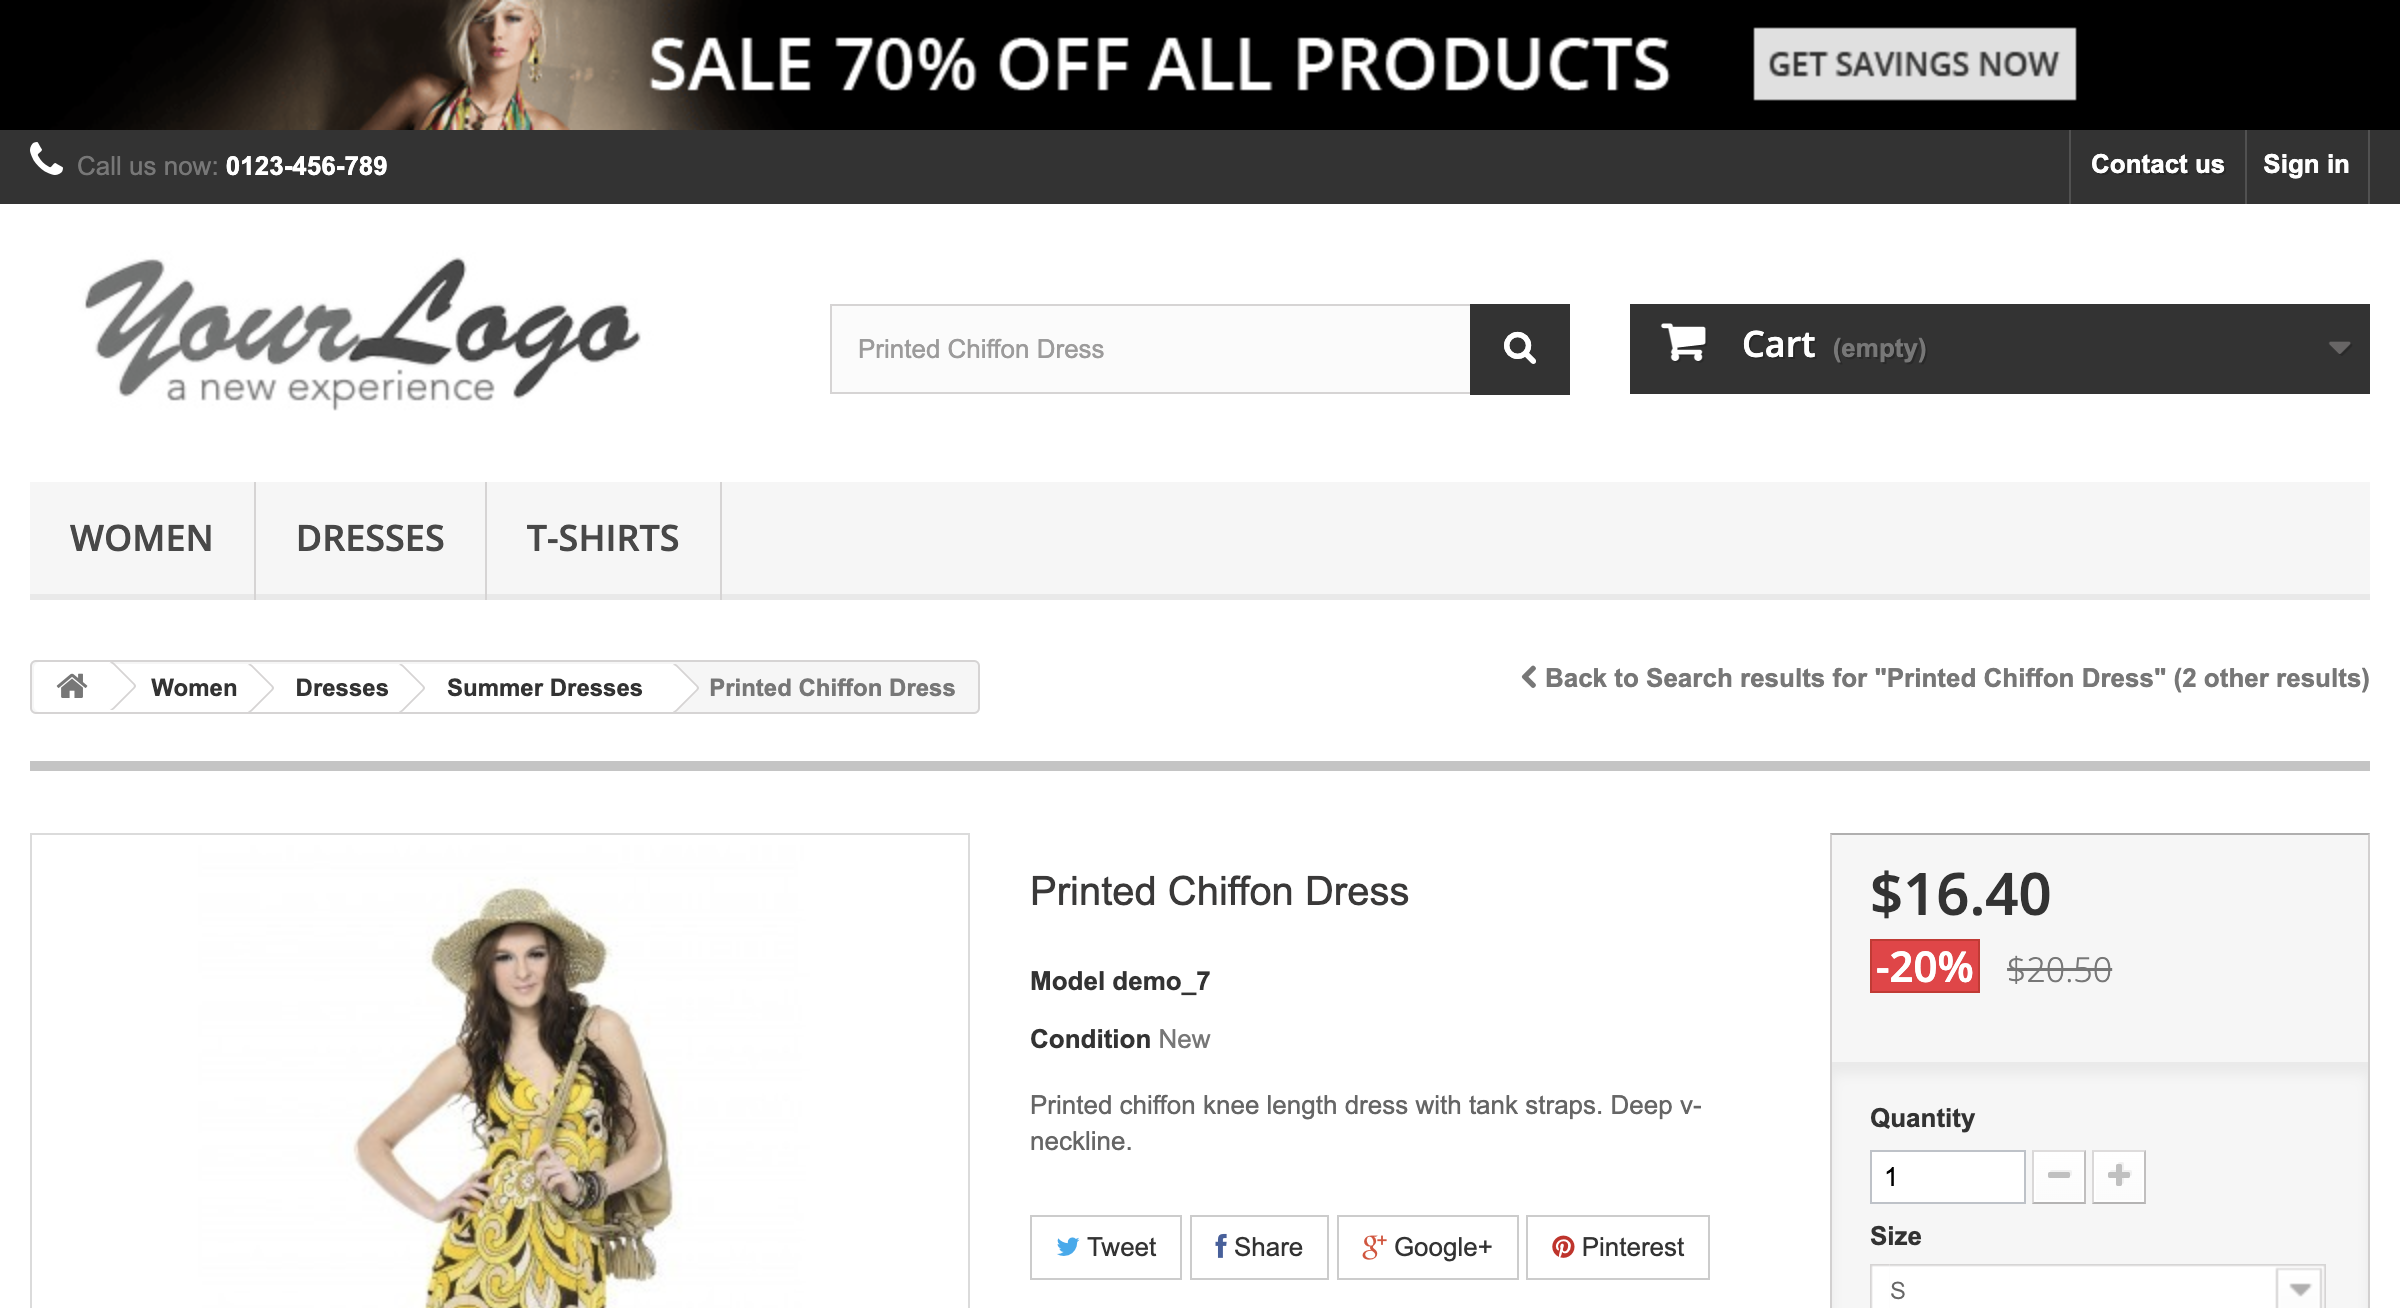 SALE 70% OFF ALL PRODUCTS
GET SAVINGS NOW
Call us now: 0123-456-789
Contact us
Sign in
YourLogo
a new experience
Printed Chiffon Dress
Cart (empty)
WOMEN
DRESSES
T-SHIRTS
Women
Dresses
Summer Dresses
Printed Chiffon Dress
Back to Search results for "Printed Chiffon Dress" (2 other results)
Printed Chiffon Dress
Model demo_7
Condition New
Printed chiffon knee length dress with tank straps. Deep v-
neckline.
Tweet
Share
Google+
Pinterest
$16.40
-20% $20.50
Quantity
1
Size
S